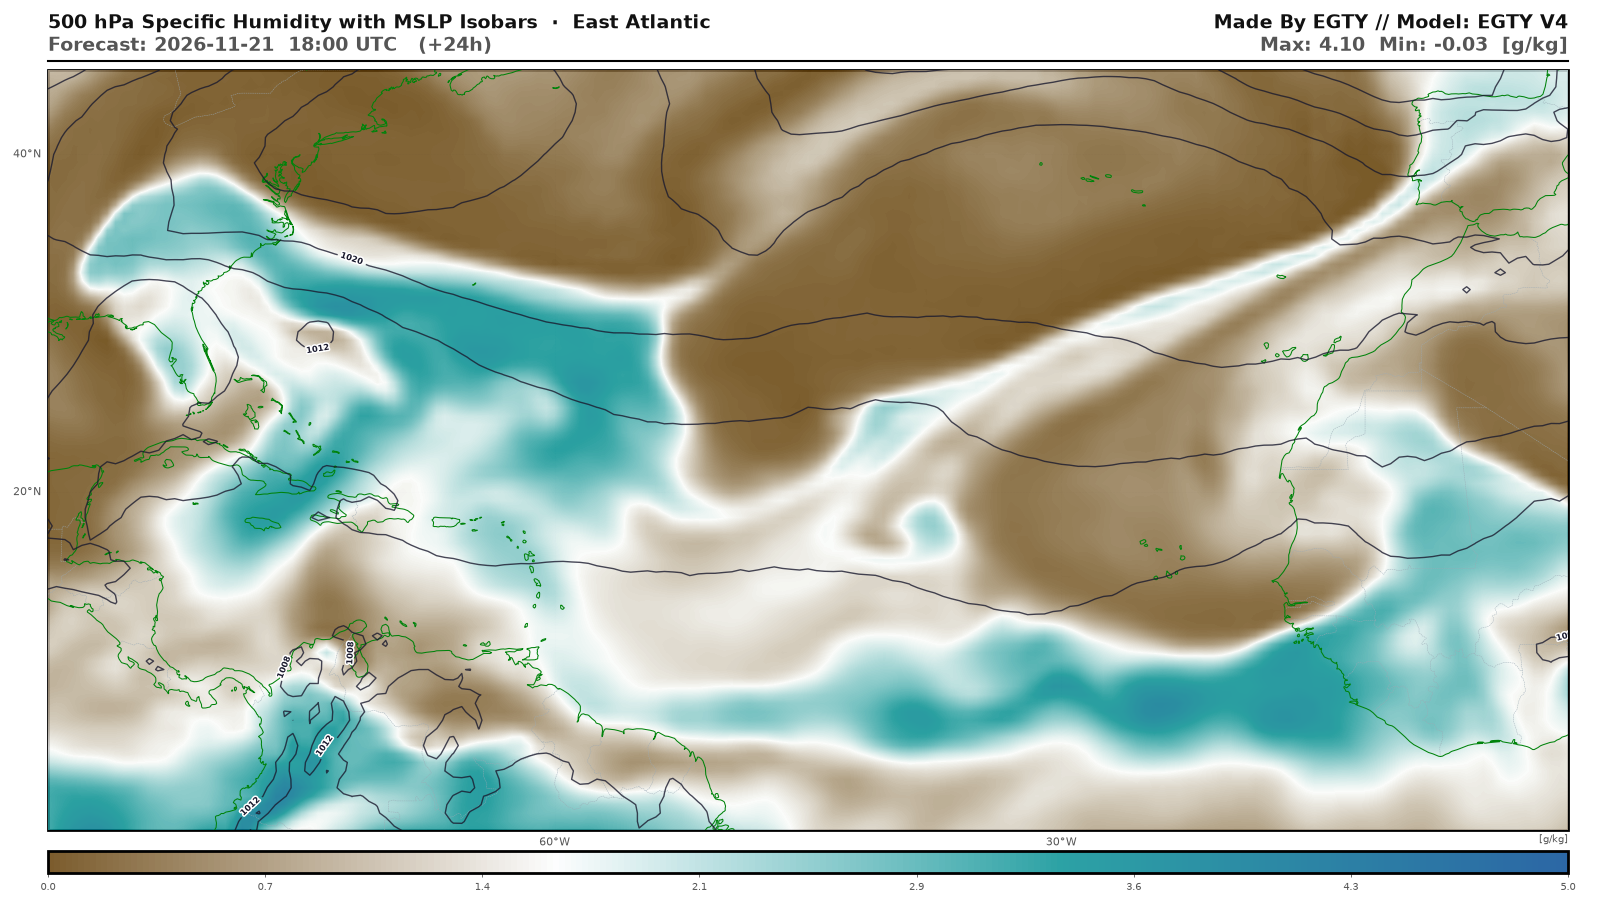 500 hPa Specific Humidity with MSLP Isobars · East Atlantic
Made By EGTY // Model: EGTY V4
Forecast: 2026-11-21 18:00 UTC (+24h)
Max: 4.10 Min: -0.03 [g/kg]
40°N
1020
1012
20°N
1008
1008
10
1012
1012
60°W
30°W
[g/kg]
0.0 0.7 1.4 2.1 2.9 3.6 4.3 5.0